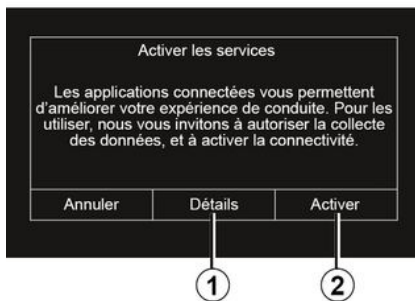 Activer les services
Les applications connectées vous permettent
d’améliorer votre expérience de conduite. Pour les
utiliser, nous vous invitons à autoriser la collecte
des données, et à activer la connectivité.
Annuler Détails Activer
1 2